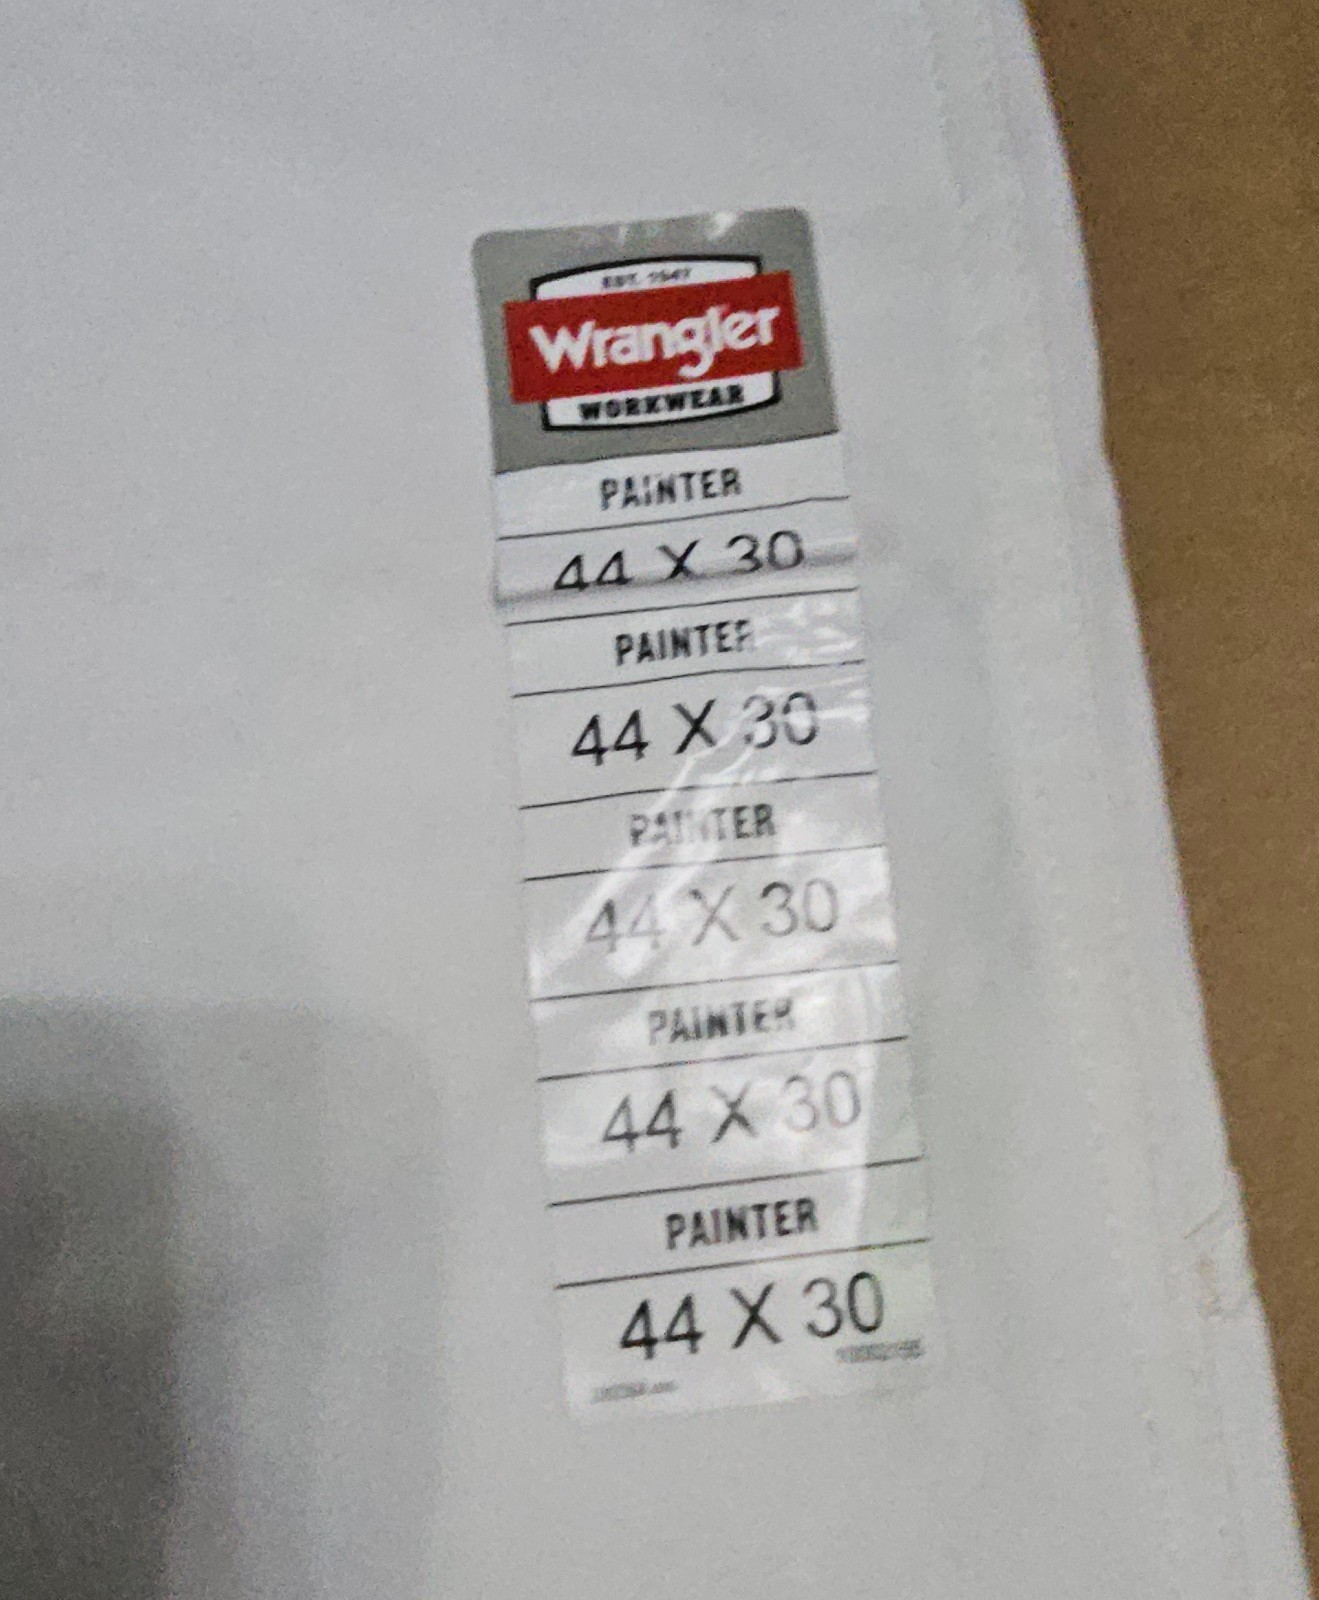 EST. 1947
Wrangler
WORKWEAR
PAINTER
44 X 30
PAINTER
44 X 30
PAINTER
44 X 30
PAINTER
44 X 30
PAINTER
44 X 30